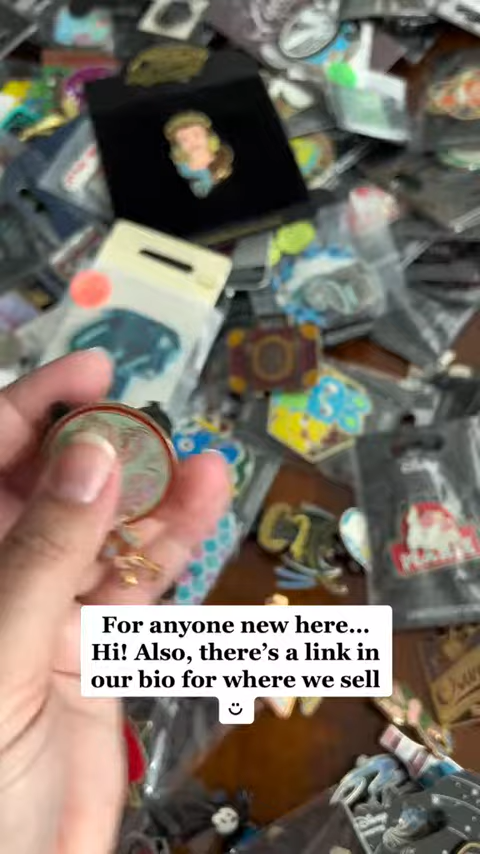 For anyone new here...
Hi! Also, there's a link in
our bio for where we sell